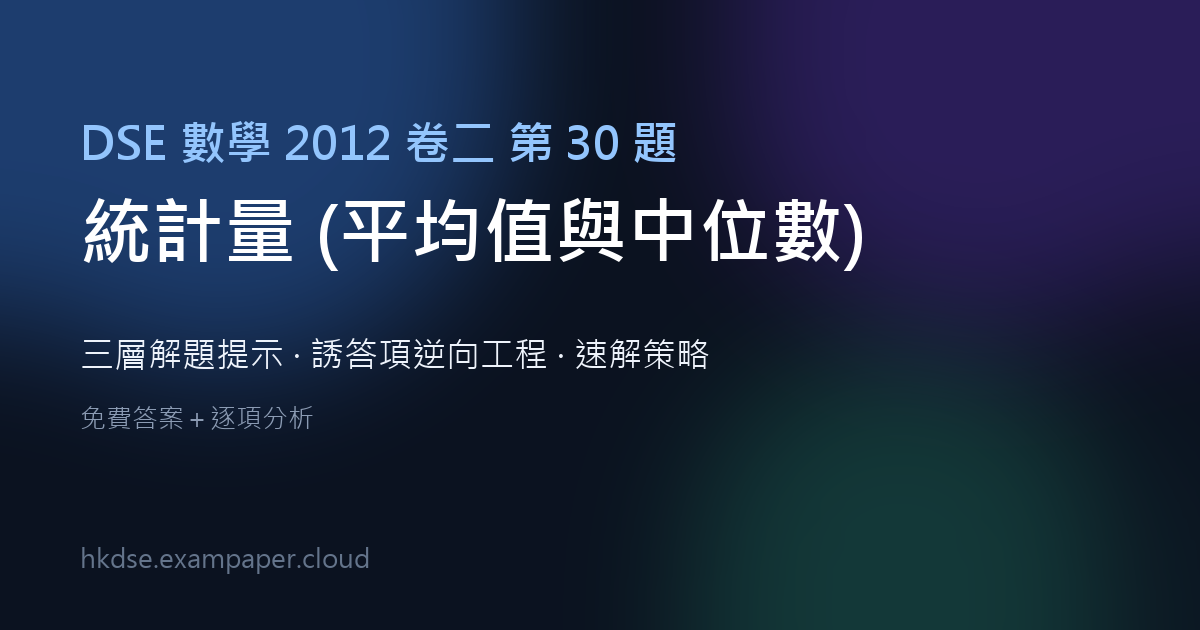 DSE 數學 2012 卷二 第 30 題
統計量 (平均值與中位數)
三層解題提示 · 誘答項逆向工程 · 速解策略
免費答案 + 逐項分析
hkdse.exampaper.cloud